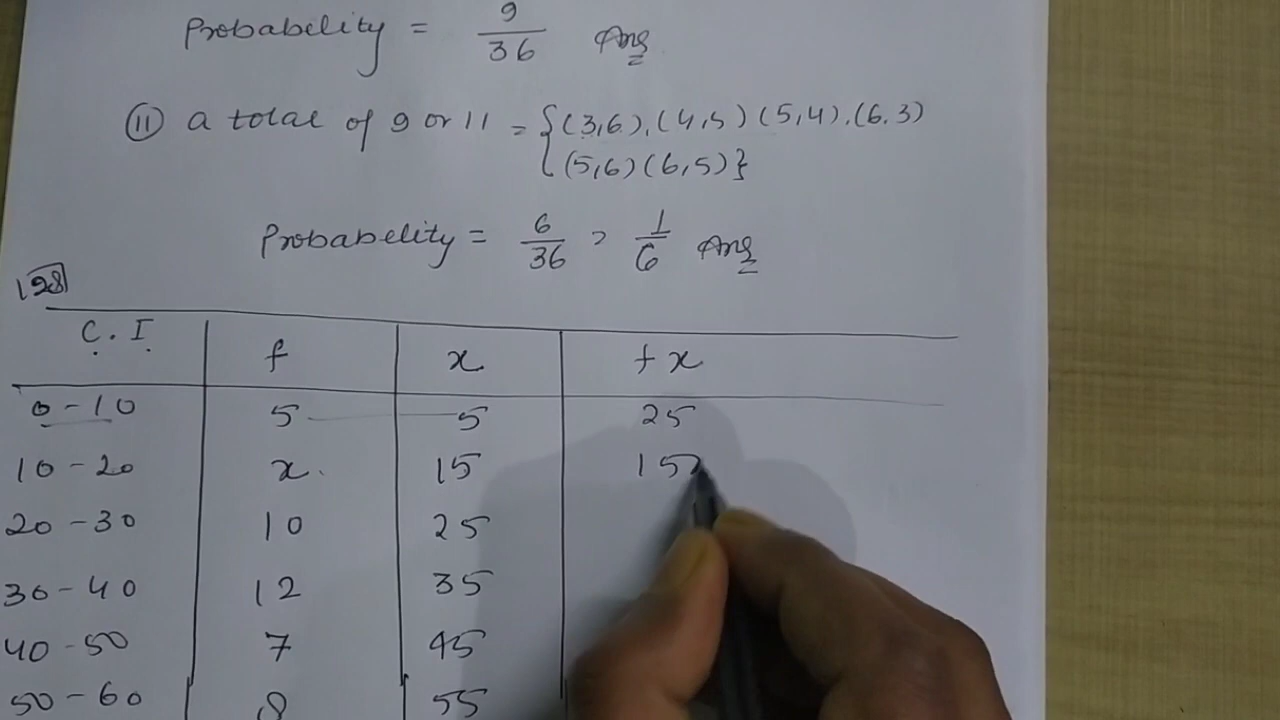 Probabelity = 9/36 Ans
(11) a total of 9 or 11 = {(3,6), (4,5) (5,4), (6.3)
(5,6) (6,5)}
Probabelity = 6/36 > 1/6 Ans
C.I f x fx
0-10 5 5 25
10-20 x. 15 15x
20-30 10 25
30-40 12 35
40-50 7 45
50-60 8 55